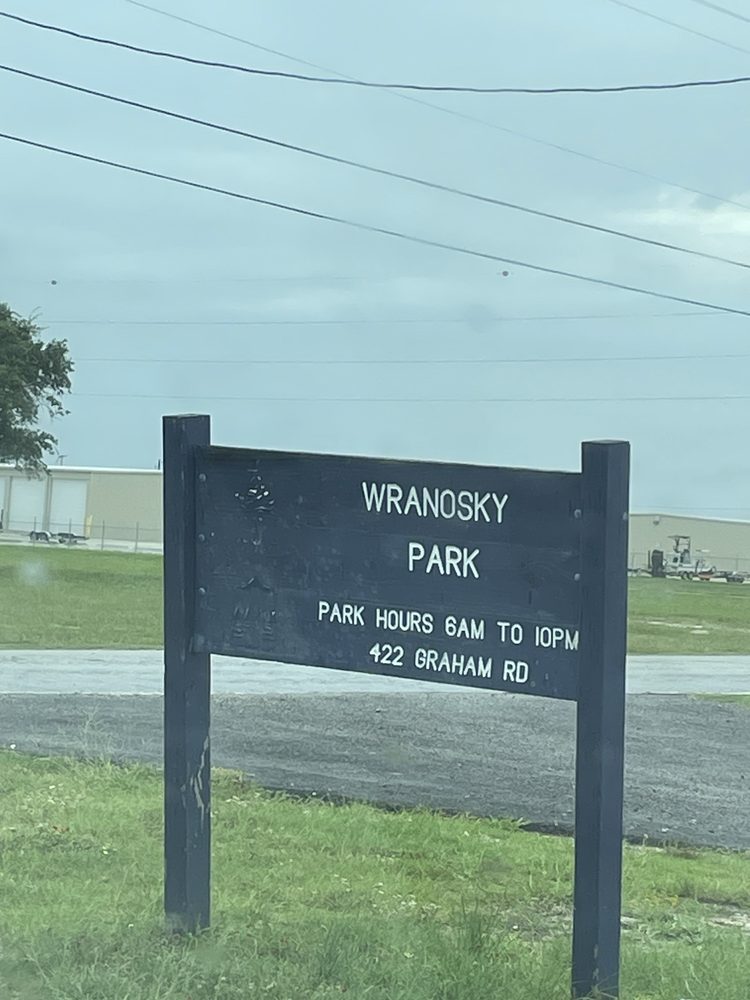 WRANOSKY
PARK
PARK HOURS 6AM TO 10PM
422 GRAHAM RD